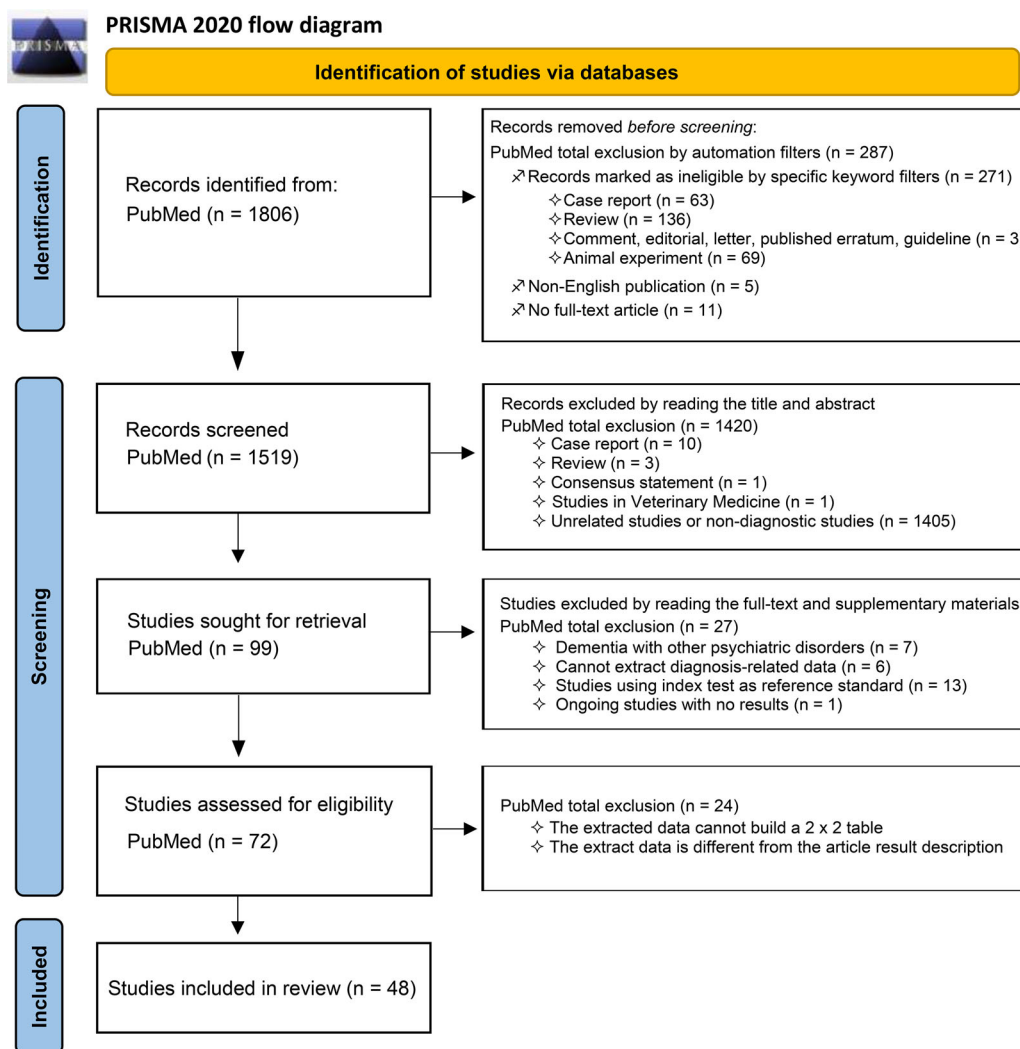 PRISMA
PRISMA 2020 flow diagram
Identification of studies via databases
Identification
Records identified from:
PubMed (n = 1806)
Records removed before screening:
PubMed total exclusion by automation filters (n = 287)
Records marked as ineligible by specific keyword filters (n = 271)
Case report (n = 63)
Review (n = 136)
Comment, editorial, letter, published erratum, guideline (n = 3
Animal experiment (n = 69)
Non-English publication (n = 5)
No full-text article (n = 11)
Screening
Records screened
PubMed (n = 1519)
Records excluded by reading the title and abstract
PubMed total exclusion (n = 1420)
Case report (n = 10)
Review (n = 3)
Consensus statement (n = 1)
Studies in Veterinary Medicine (n = 1)
Unrelated studies or non-diagnostic studies (n = 1405)
Studies sought for retrieval
PubMed (n = 99)
Studies excluded by reading the full-text and supplementary materials
PubMed total exclusion (n = 27)
Dementia with other psychiatric disorders (n = 7)
Cannot extract diagnosis-related data (n = 6)
Studies using index test as reference standard (n = 13)
Ongoing studies with no results (n = 1)
Studies assessed for eligibility
PubMed (n = 72)
PubMed total exclusion (n = 24)
The extracted data cannot build a 2 x 2 table
The extract data is different from the article result description
Included
Studies included in review (n = 48)